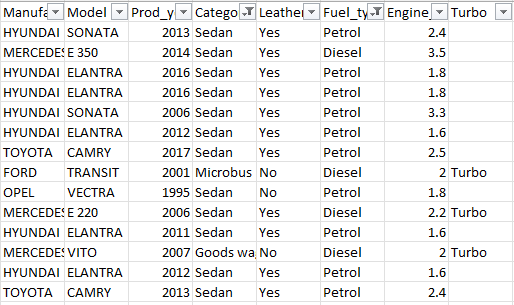 Manufa Model Prod_y Catego Leather Fuel_ty Engine_ Turbo
HYUNDAI SONATA 2013 Sedan Yes Petrol 2.4
MERCEDES E 350 2014 Sedan Yes Diesel 3.5
HYUNDAI ELANTRA 2016 Sedan Yes Petrol 1.8
HYUNDAI ELANTRA 2016 Sedan Yes Petrol 1.8
HYUNDAI SONATA 2006 Sedan Yes Petrol 3.3
HYUNDAI ELANTRA 2012 Sedan Yes Petrol 1.6
TOYOTA CAMRY 2017 Sedan Yes Petrol 2.5
FORD TRANSIT 2001 Microbus No Diesel 2 Turbo
OPEL VECTRA 1995 Sedan No Petrol 1.8
MERCEDES E 220 2006 Sedan Yes Diesel 2.2 Turbo
HYUNDAI ELANTRA 2011 Sedan Yes Petrol 1.6
MERCEDES VITO 2007 Goods wa No Diesel 2 Turbo
HYUNDAI ELANTRA 2012 Sedan Yes Petrol 1.6
TOYOTA CAMRY 2013 Sedan Yes Petrol 2.4